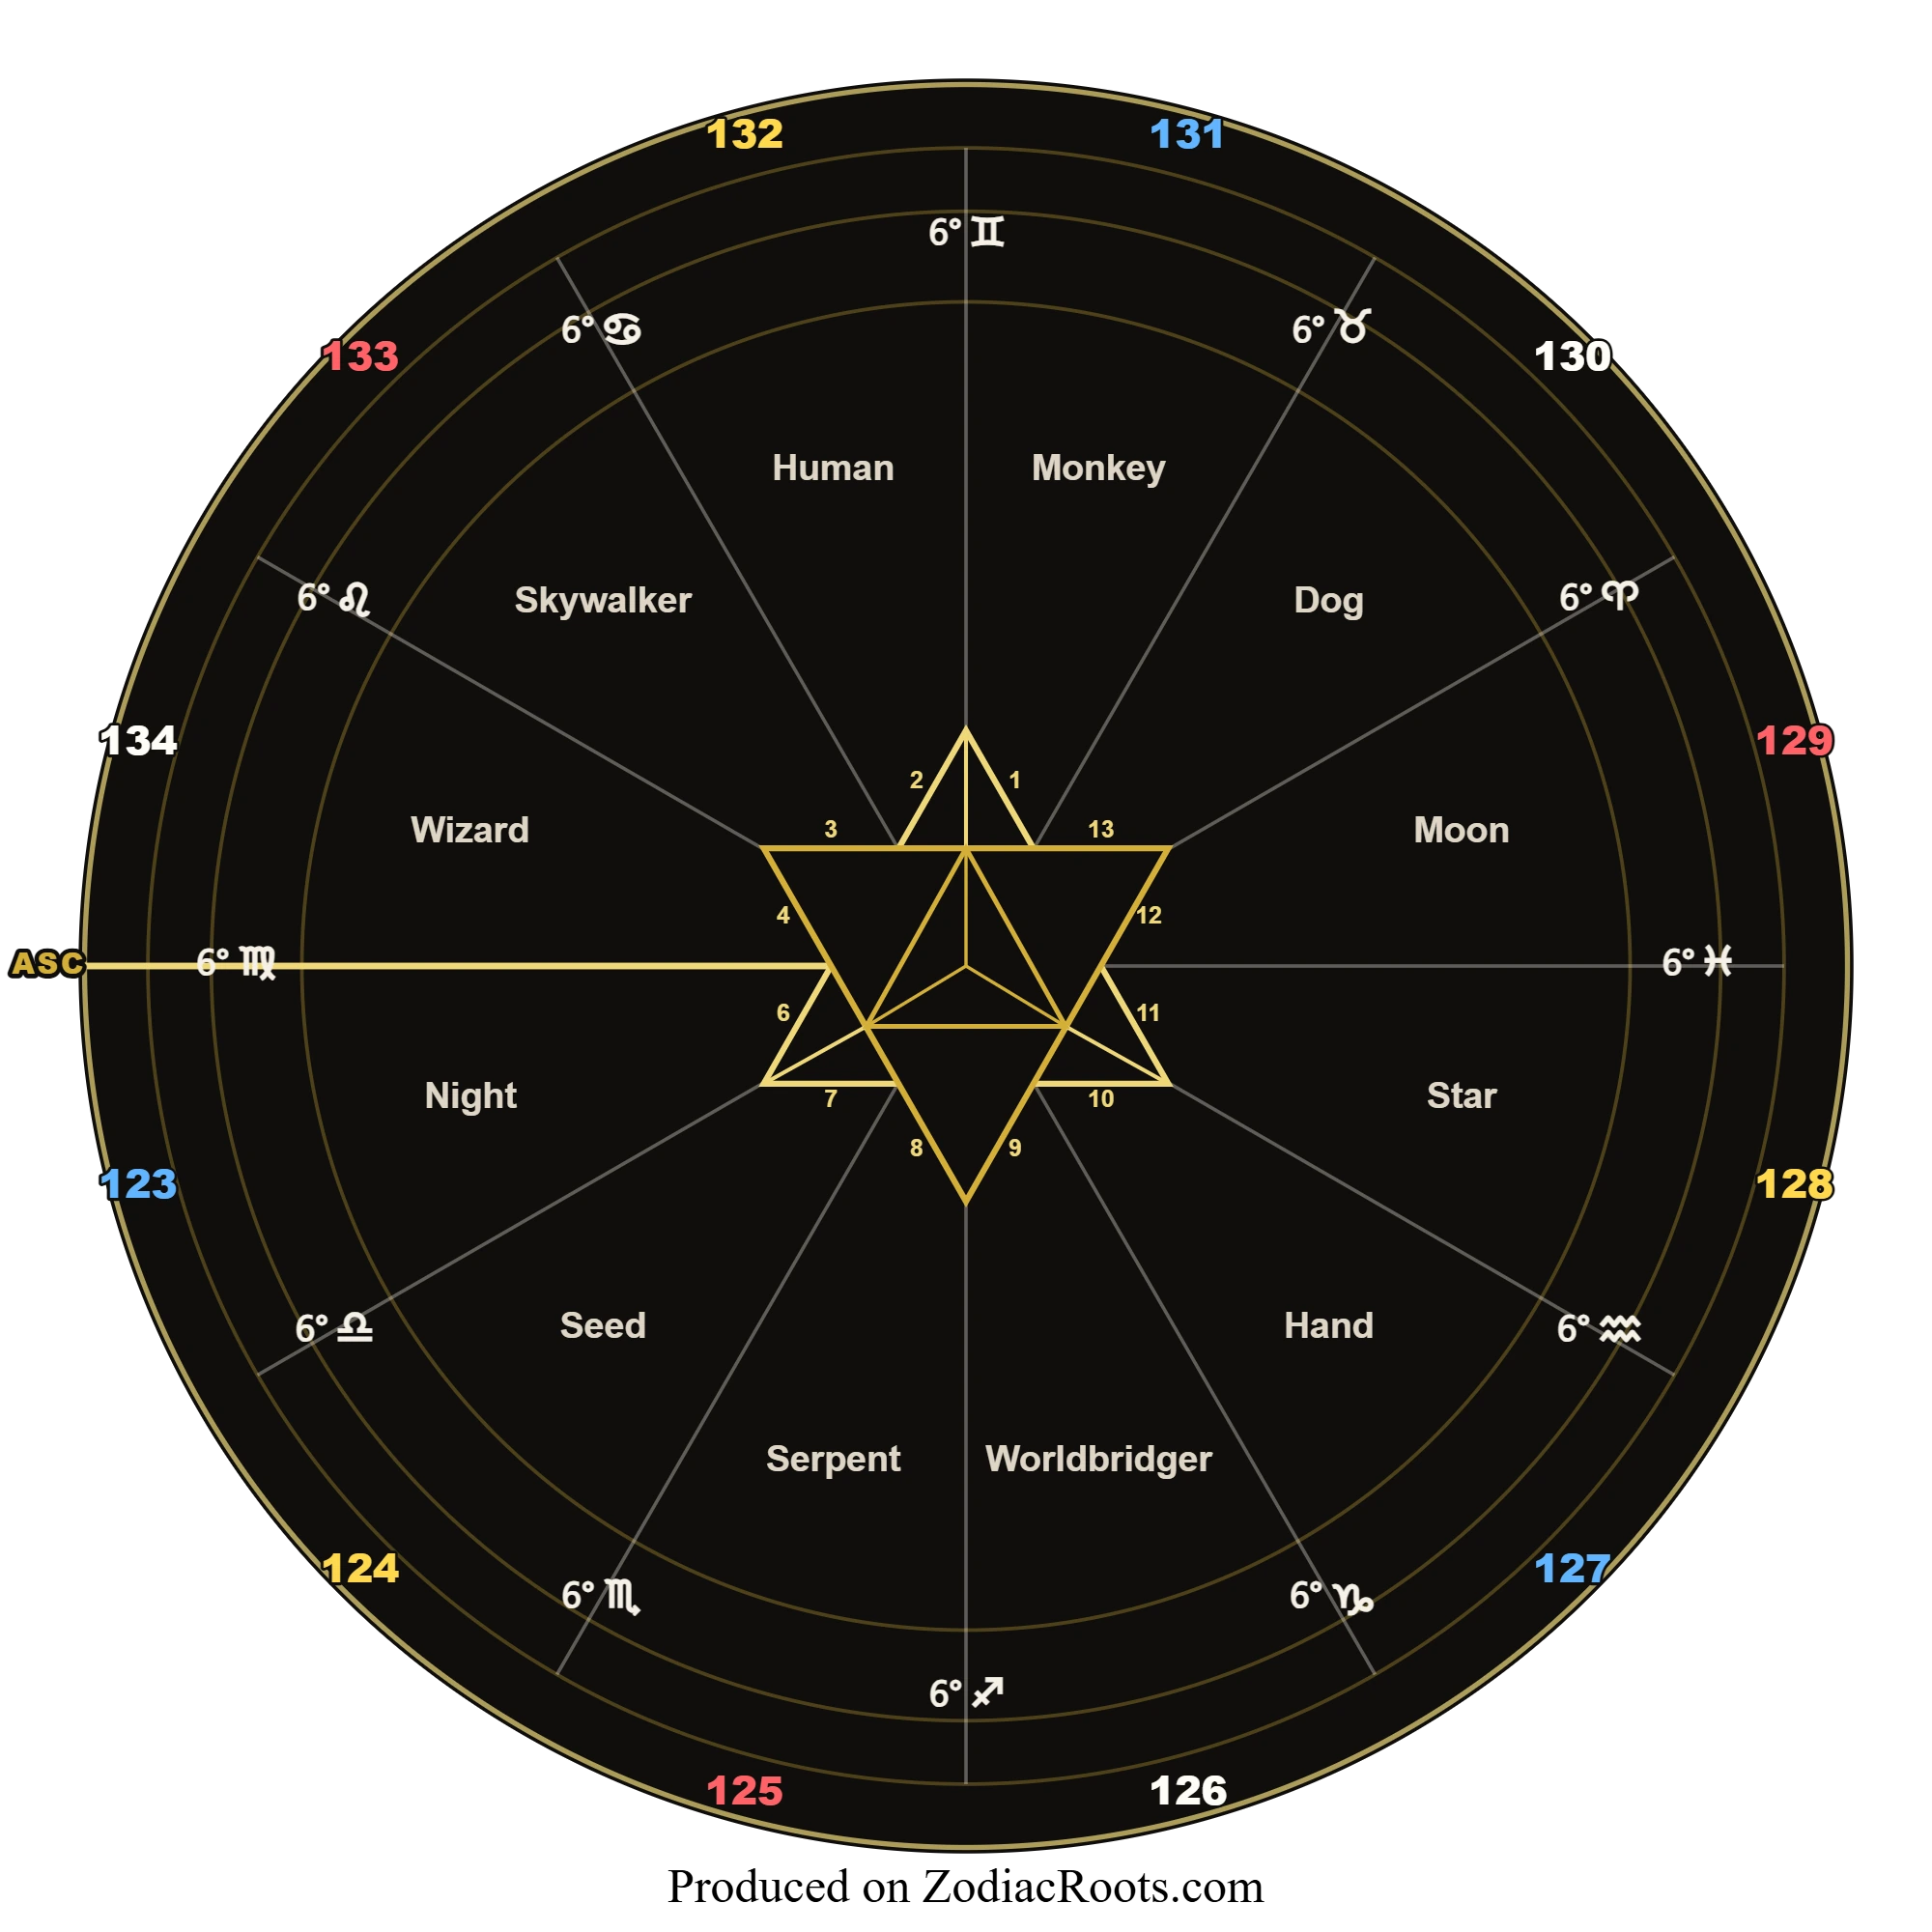 132
131
6° ♊
133
6° ♋
6° ♉
130
Human
Monkey
6° ♌
Skywalker
Dog
6° ♈
134
129
2
1
Wizard
3
13
Moon
4
12
ASC
6° ♍
6° ♓
6
11
Night
7
10
Star
8
9
123
128
6° ♎
Seed
Hand
6° ♒
Serpent
Worldbridger
124
6° ♏
6° ♑
127
6° ♐
125
126
Produced on ZodiacRoots.com